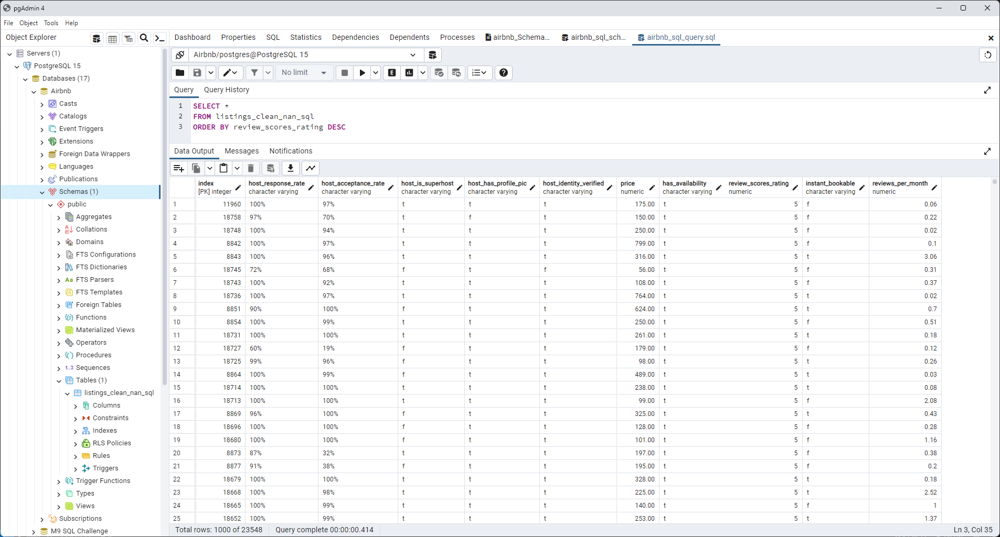 pgAdmin 4
File Object Tools Help
Object Explorer
Dashboard Properties SQL Statistics Dependencies Dependents Processes airbnb_Schema... airbnb_sql_sch... airbnb_sql_query.sql
Servers (1)
PostgreSQL 15
Databases (17)
Airbnb
Casts
Catalogs
Event Triggers
Extensions
Foreign Data Wrappers
Languages
Publications
Schemas (1)
public
Aggregates
Collations
Domains
FTS Configurations
FTS Dictionaries
Aa FTS Parsers
FTS Templates
Foreign Tables
Functions
Materialized Views
Operators
Procedures
1..3 Sequences
Tables (1)
listings_clean_nan_sql
Columns
Constraints
Indexes
RLS Policies
Rules
Triggers
Trigger Functions
Types
Views
Subscriptions
M9 SQL Challenge
Airbnb/postgres@PostgreSQL 15
No limit
E
Query Query History
1 SELECT *
2 FROM listings_clean_nan_sql
3 ORDER BY review_scores_rating DESC
Data Output Messages Notifications
index host_response_rate host_acceptance_rate host_is_superhost host_has_profile_pic host_identity_verified price has_availability review_scores_rating instant_bookable reviews_per_month
[PK] integer character varying character varying character varying character varying character varying numeric character varying numeric character varying numeric
1 11960 100% 97% t t t 175.00 t 5 f 0.06
2 18758 97% 70% t f t 150.00 t 5 f 0.22
3 18748 100% 94% t t t 250.00 t 5 f 0.02
4 8842 100% 97% t t t 799.00 t 5 f 0.1
5 8843 100% 96% t t t 316.00 t 5 t 3.06
6 18745 72% 68% f t f 56.00 t 5 f 0.31
7 18743 100% 92% t t t 108.00 t 5 f 0.37
8 18736 100% 97% t t t 764.00 t 5 t 0.02
9 8851 90% 100% f t t 624.00 t 5 t 0.7
10 8854 100% 99% t t t 250.00 t 5 f 0.51
11 18731 100% 100% t t t 261.00 t 5 t 0.18
12 18727 60% 19% f t t 179.00 t 5 f 0.12
13 18725 99% 96% f t t 98.00 t 5 t 0.26
14 8864 100% 99% f t t 489.00 t 5 t 0.03
15 18714 100% 100% t t t 238.00 t 5 t 0.08
16 18713 100% 100% t t t 99.00 t 5 f 2.08
17 8869 96% 100% f t t 325.00 t 5 t 0.43
18 18696 100% 100% f t t 128.00 t 5 f 0.28
19 18680 100% 100% f t t 101.00 t 5 f 1.16
20 8873 87% 32% t t t 197.00 t 5 f 0.38
21 8877 91% 38% f t t 195.00 t 5 f 0.2
22 18679 100% 100% t t t 328.00 t 5 t 0.18
23 18668 100% 98% t t t 225.00 t 5 t 2.52
24 18665 100% 99% t t t 140.00 t 5 f 1
25 18652 100% 99% t t t 253.00 t 5 t 1.37
Total rows: 1000 of 23548 Query complete 00:00:00.414 Ln 3, Col 35